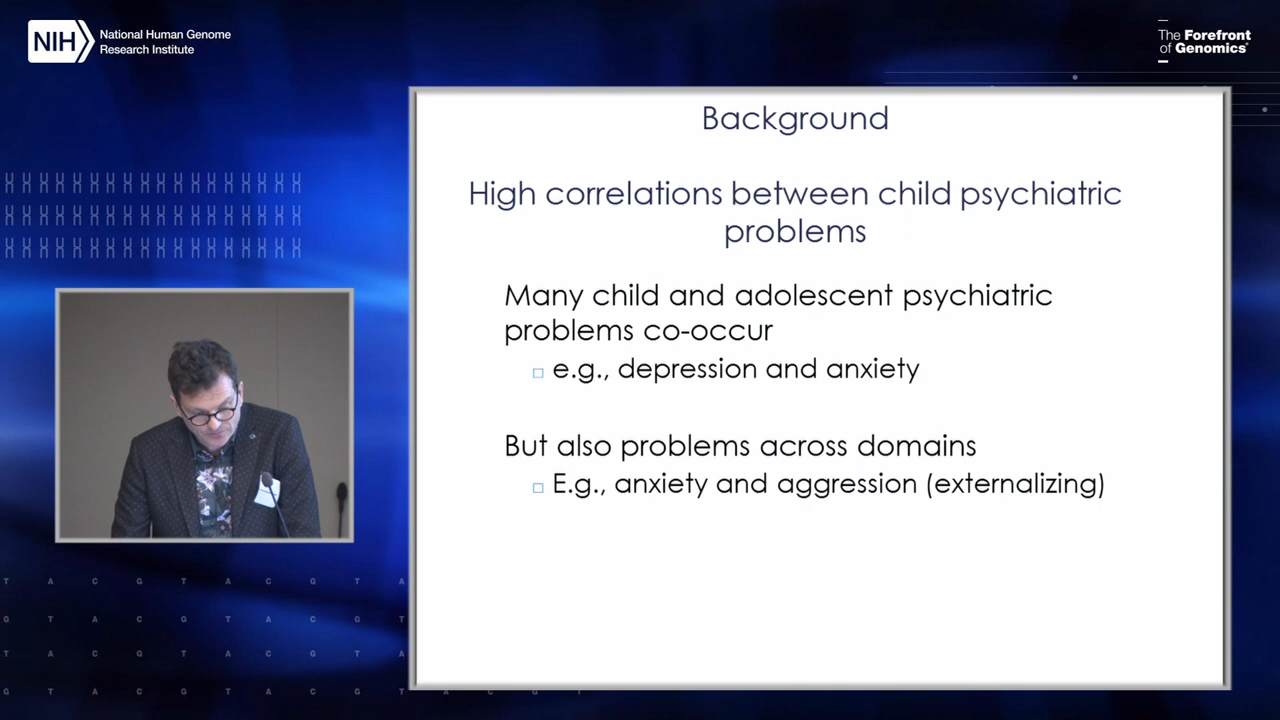 NIH
National Human Genome
Research Institute
The Forefront
of Genomics®
Background
High correlations between child psychiatric
problems
Many child and adolescent psychiatric
problems co-occur
e.g., depression and anxiety
But also problems across domains
E.g., anxiety and aggression (externalizing)
T A C G T A C G T A
G T A C G T A C G T
T A C G T A C G T A
G T A C G T A C G T A C G T